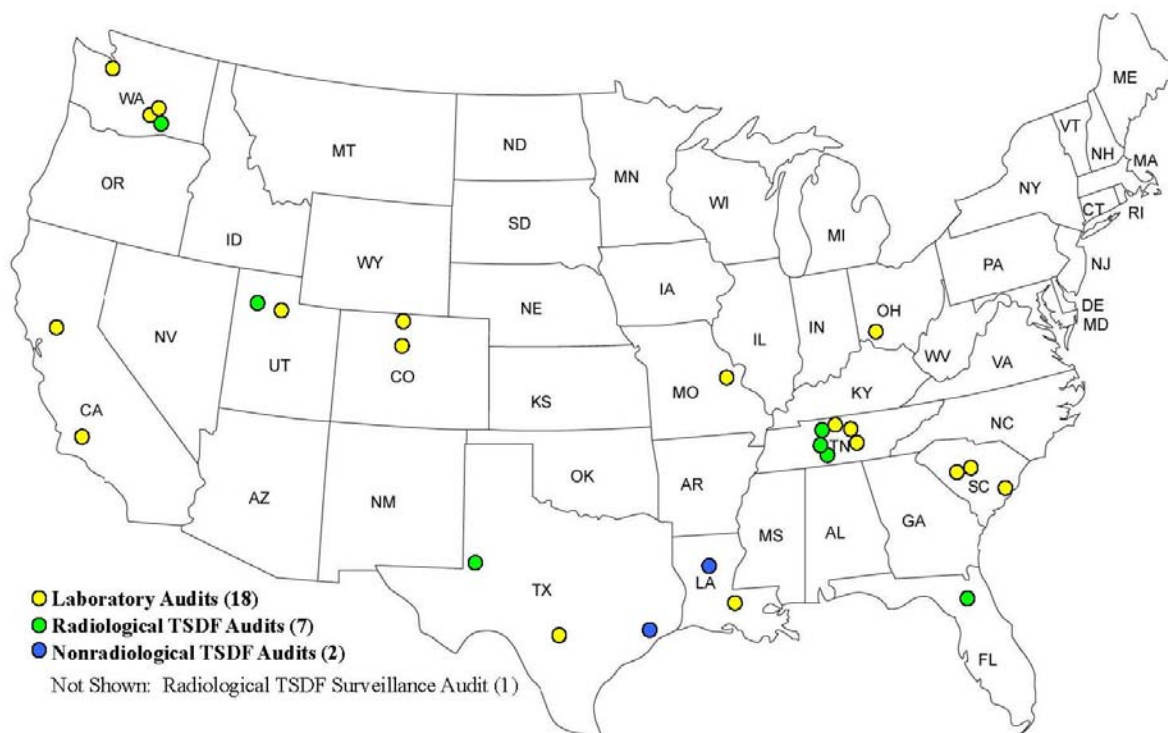 ME
WA
VT
NH
MT
ND
MN
OR
MA
NY
WI
CT
RI
SD
MI
ID
WY
PA
NJ
IA
NE
OH
DE
MD
NV
IL
IN
UT
CO
WV
VA
KS
MO
KY
CA
NC
TN
OK
AZ
NM
AR
SC
MS
AL
GA
LA
TX
Laboratory Audits (18)
Radiological TSDF Audits (7)
Nonradiological TSDF Audits (2)
FL
Not Shown: Radiological TSDF Surveillance Audit (1)